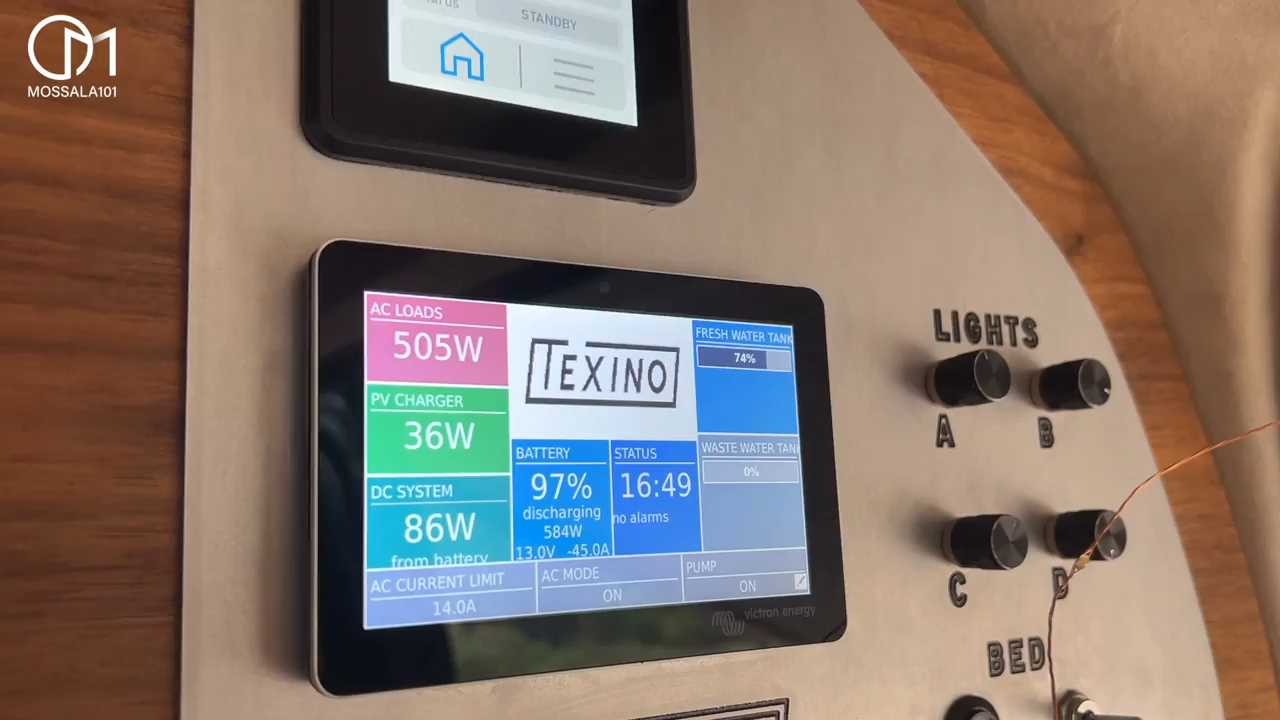 MOSSALA101
STANDBY
AC LOADS
505W
PV CHARGER
36W
DC SYSTEM
86W
from battery
TEXINO
BATTERY
97%
discharging
584W
13.0V -45.0A
STATUS
16:49
no alarms
FRESH WATER TANK
74%
WASTE WATER TANK
0%
AC CURRENT LIMIT
14.0A
AC MODE
ON
PUMP
ON
victron energy
LIGHTS
A
B
C
D
BED